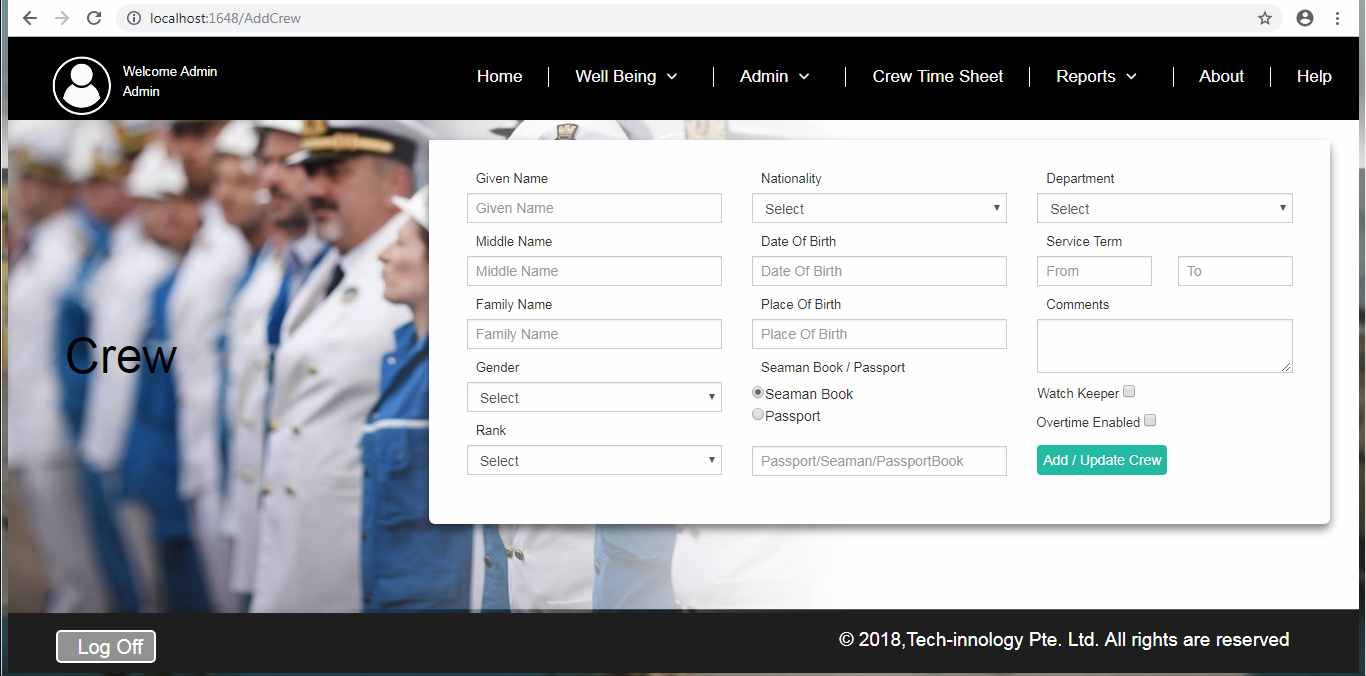 localhost:1648/AddCrew
Welcome Admin
Admin
Home
Well Being
Admin
Crew Time Sheet
Reports
About
Help
Crew
Given Name
Given Name
Middle Name
Middle Name
Family Name
Family Name
Gender
Select
Rank
Select
Nationality
Select
Date Of Birth
Date Of Birth
Place Of Birth
Place Of Birth
Seaman Book / Passport
Seaman Book
Passport
Passport/Seaman/PassportBook
Department
Select
Service Term
From To
Comments
Watch Keeper
Overtime Enabled
Add / Update Crew
Log Off
© 2018,Tech-innology Pte. Ltd. All rights are reserved